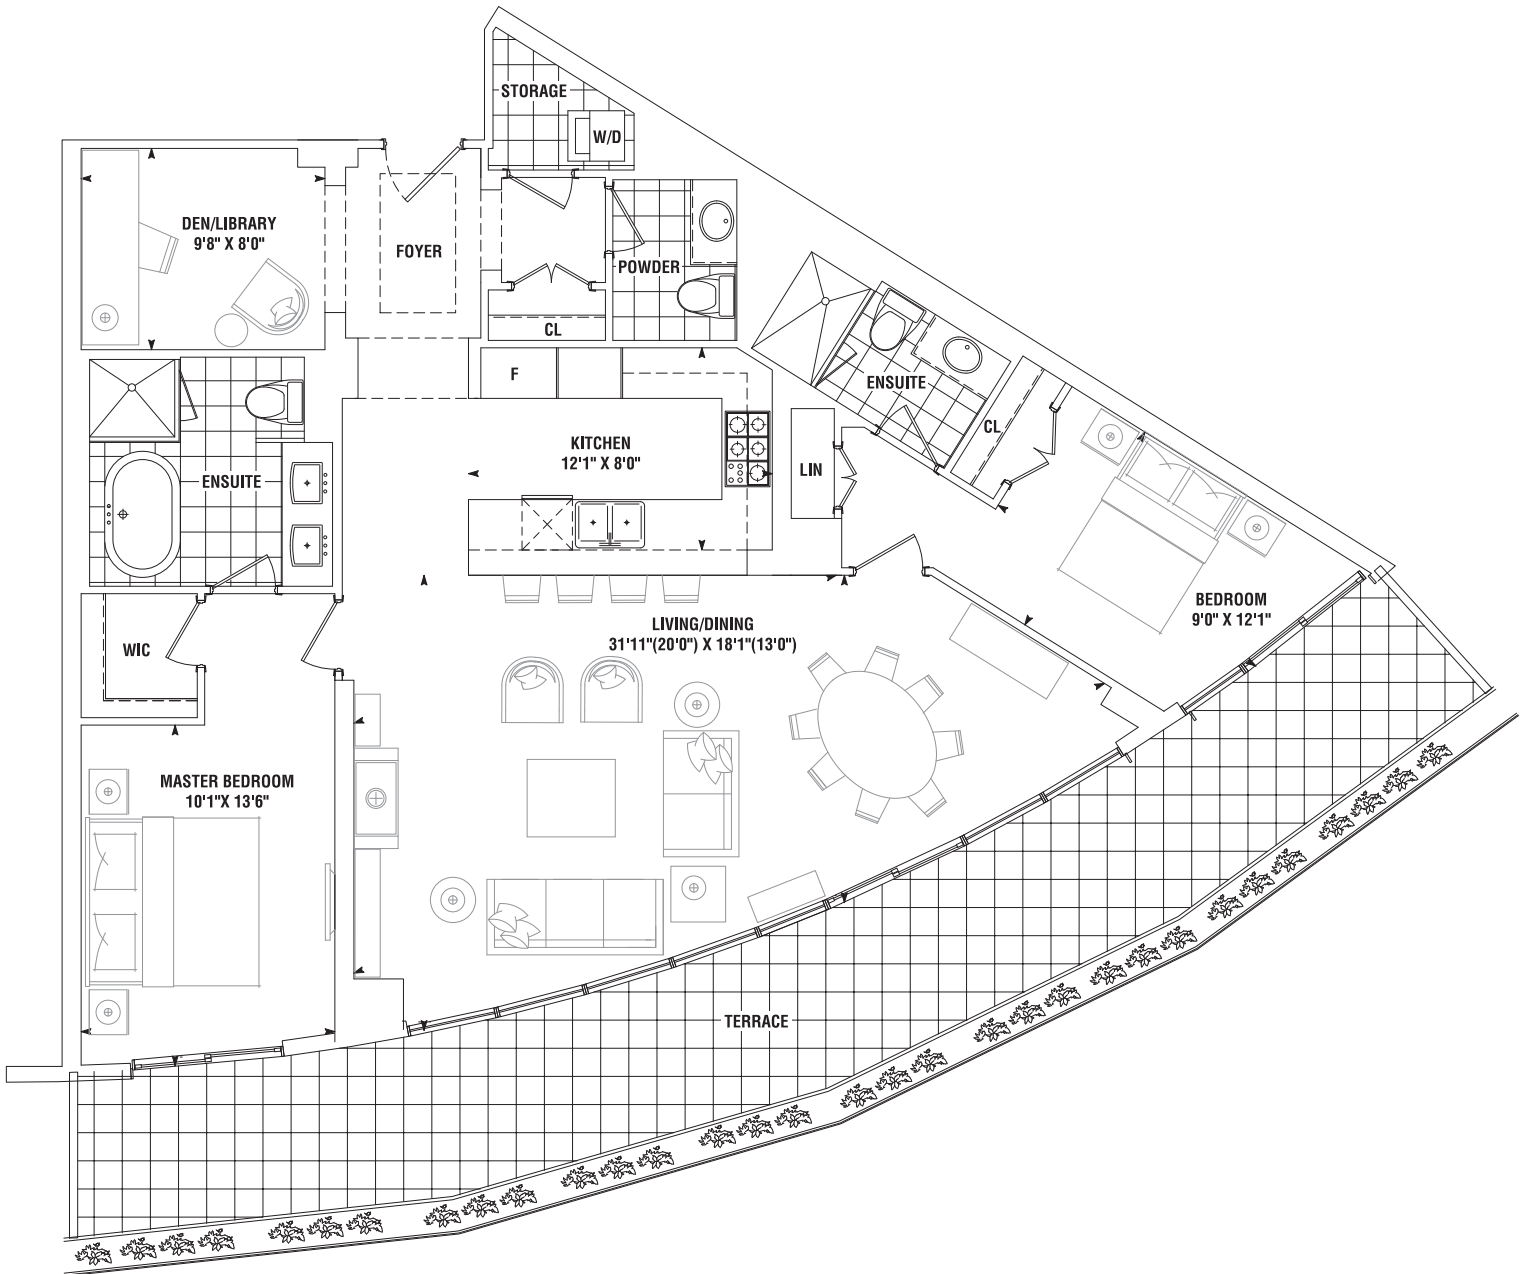 STORAGE
W/D
DEN/LIBRARY
9'8" X 8'0"
FOYER
POWDER
CL
F
ENSUITE
CL
KITCHEN
12'1" X 8'0"
LIN
ENSUITE
BEDROOM
9'0" X 12'1"
LIVING/DINING
31'11"(20'0") X 18'1"(13'0")
WIC
MASTER BEDROOM
10'1"X 13'6"
TERRACE